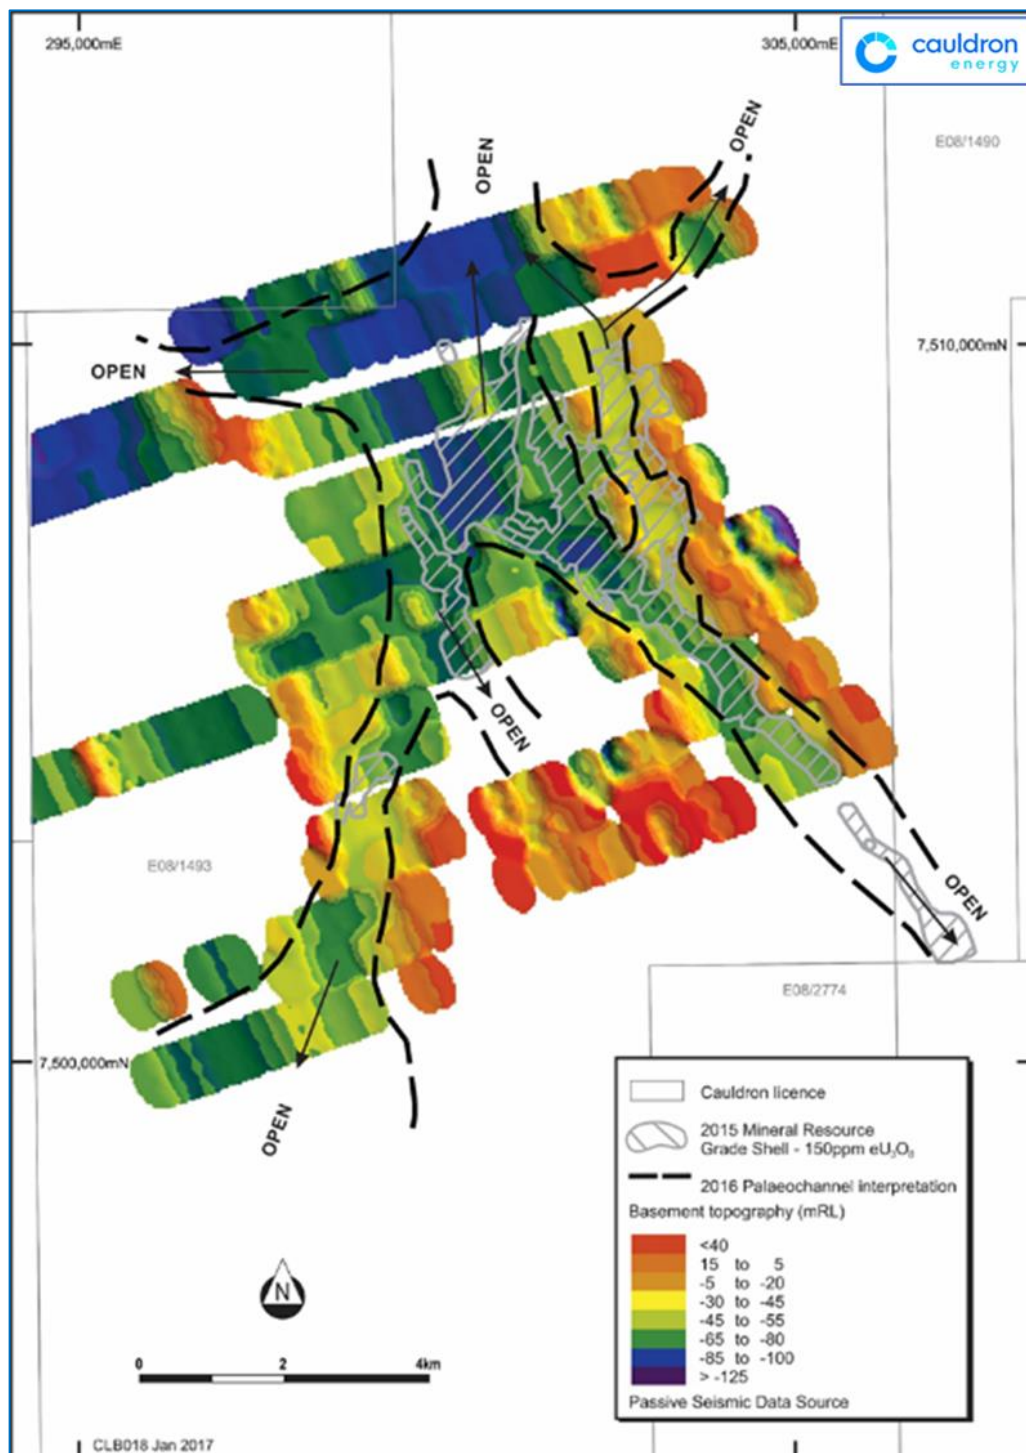 295,000mE
305,000mE
cauldron
energy
E08/1490
OPEN
OPEN
7,510,000mN
OPEN
OPEN
E08/1493
OPEN
E08/2774
7,500,000mN
OPEN
Cauldron licence
2015 Mineral Resource
Grade Shell - 150ppm eU₃O₈
2016 Palaeochannel interpretation
Basement topography (mRL)
<40
15 to 5
-5 to -20
-30 to -45
-45 to -55
-65 to -80
-85 to -100
> -125
Passive Seismic Data Source
N
0 2 4km
CLB018 Jan 2017